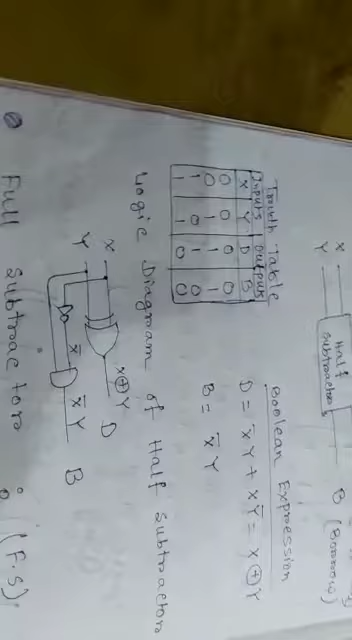 X
Y
Half
Subtractor
B
(Borrow)
Truth Table
Inputs Outputs
X Y D B
0 0 0 0
0 1 1 1
1 0 1 0
1 1 0 0
Boolean Expression
D = X̅Y + XY̅ = X ⊕ Y
B = X̅Y
Logic Diagram of Half Subtractor
X
Y
X⊕Y
D
X̅
X̅Y
B
Full Subtractor : (F.S)